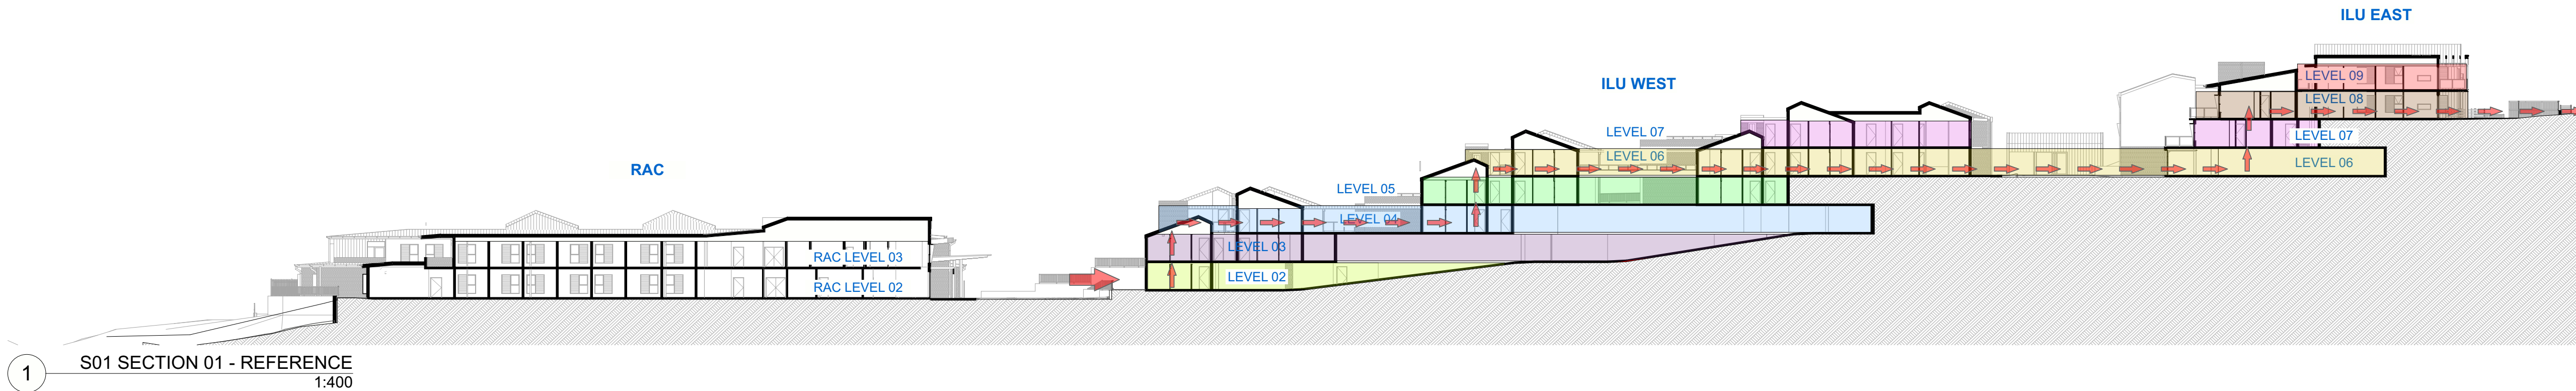 ILU EAST
ILU WEST
RAC
LEVEL 09
LEVEL 08
LEVEL 07
LEVEL 06
LEVEL 07
LEVEL 06
LEVEL 05
LEVEL 04
LEVEL 03
LEVEL 02
RAC LEVEL 03
RAC LEVEL 02
1
S01 SECTION 01 - REFERENCE
1:400